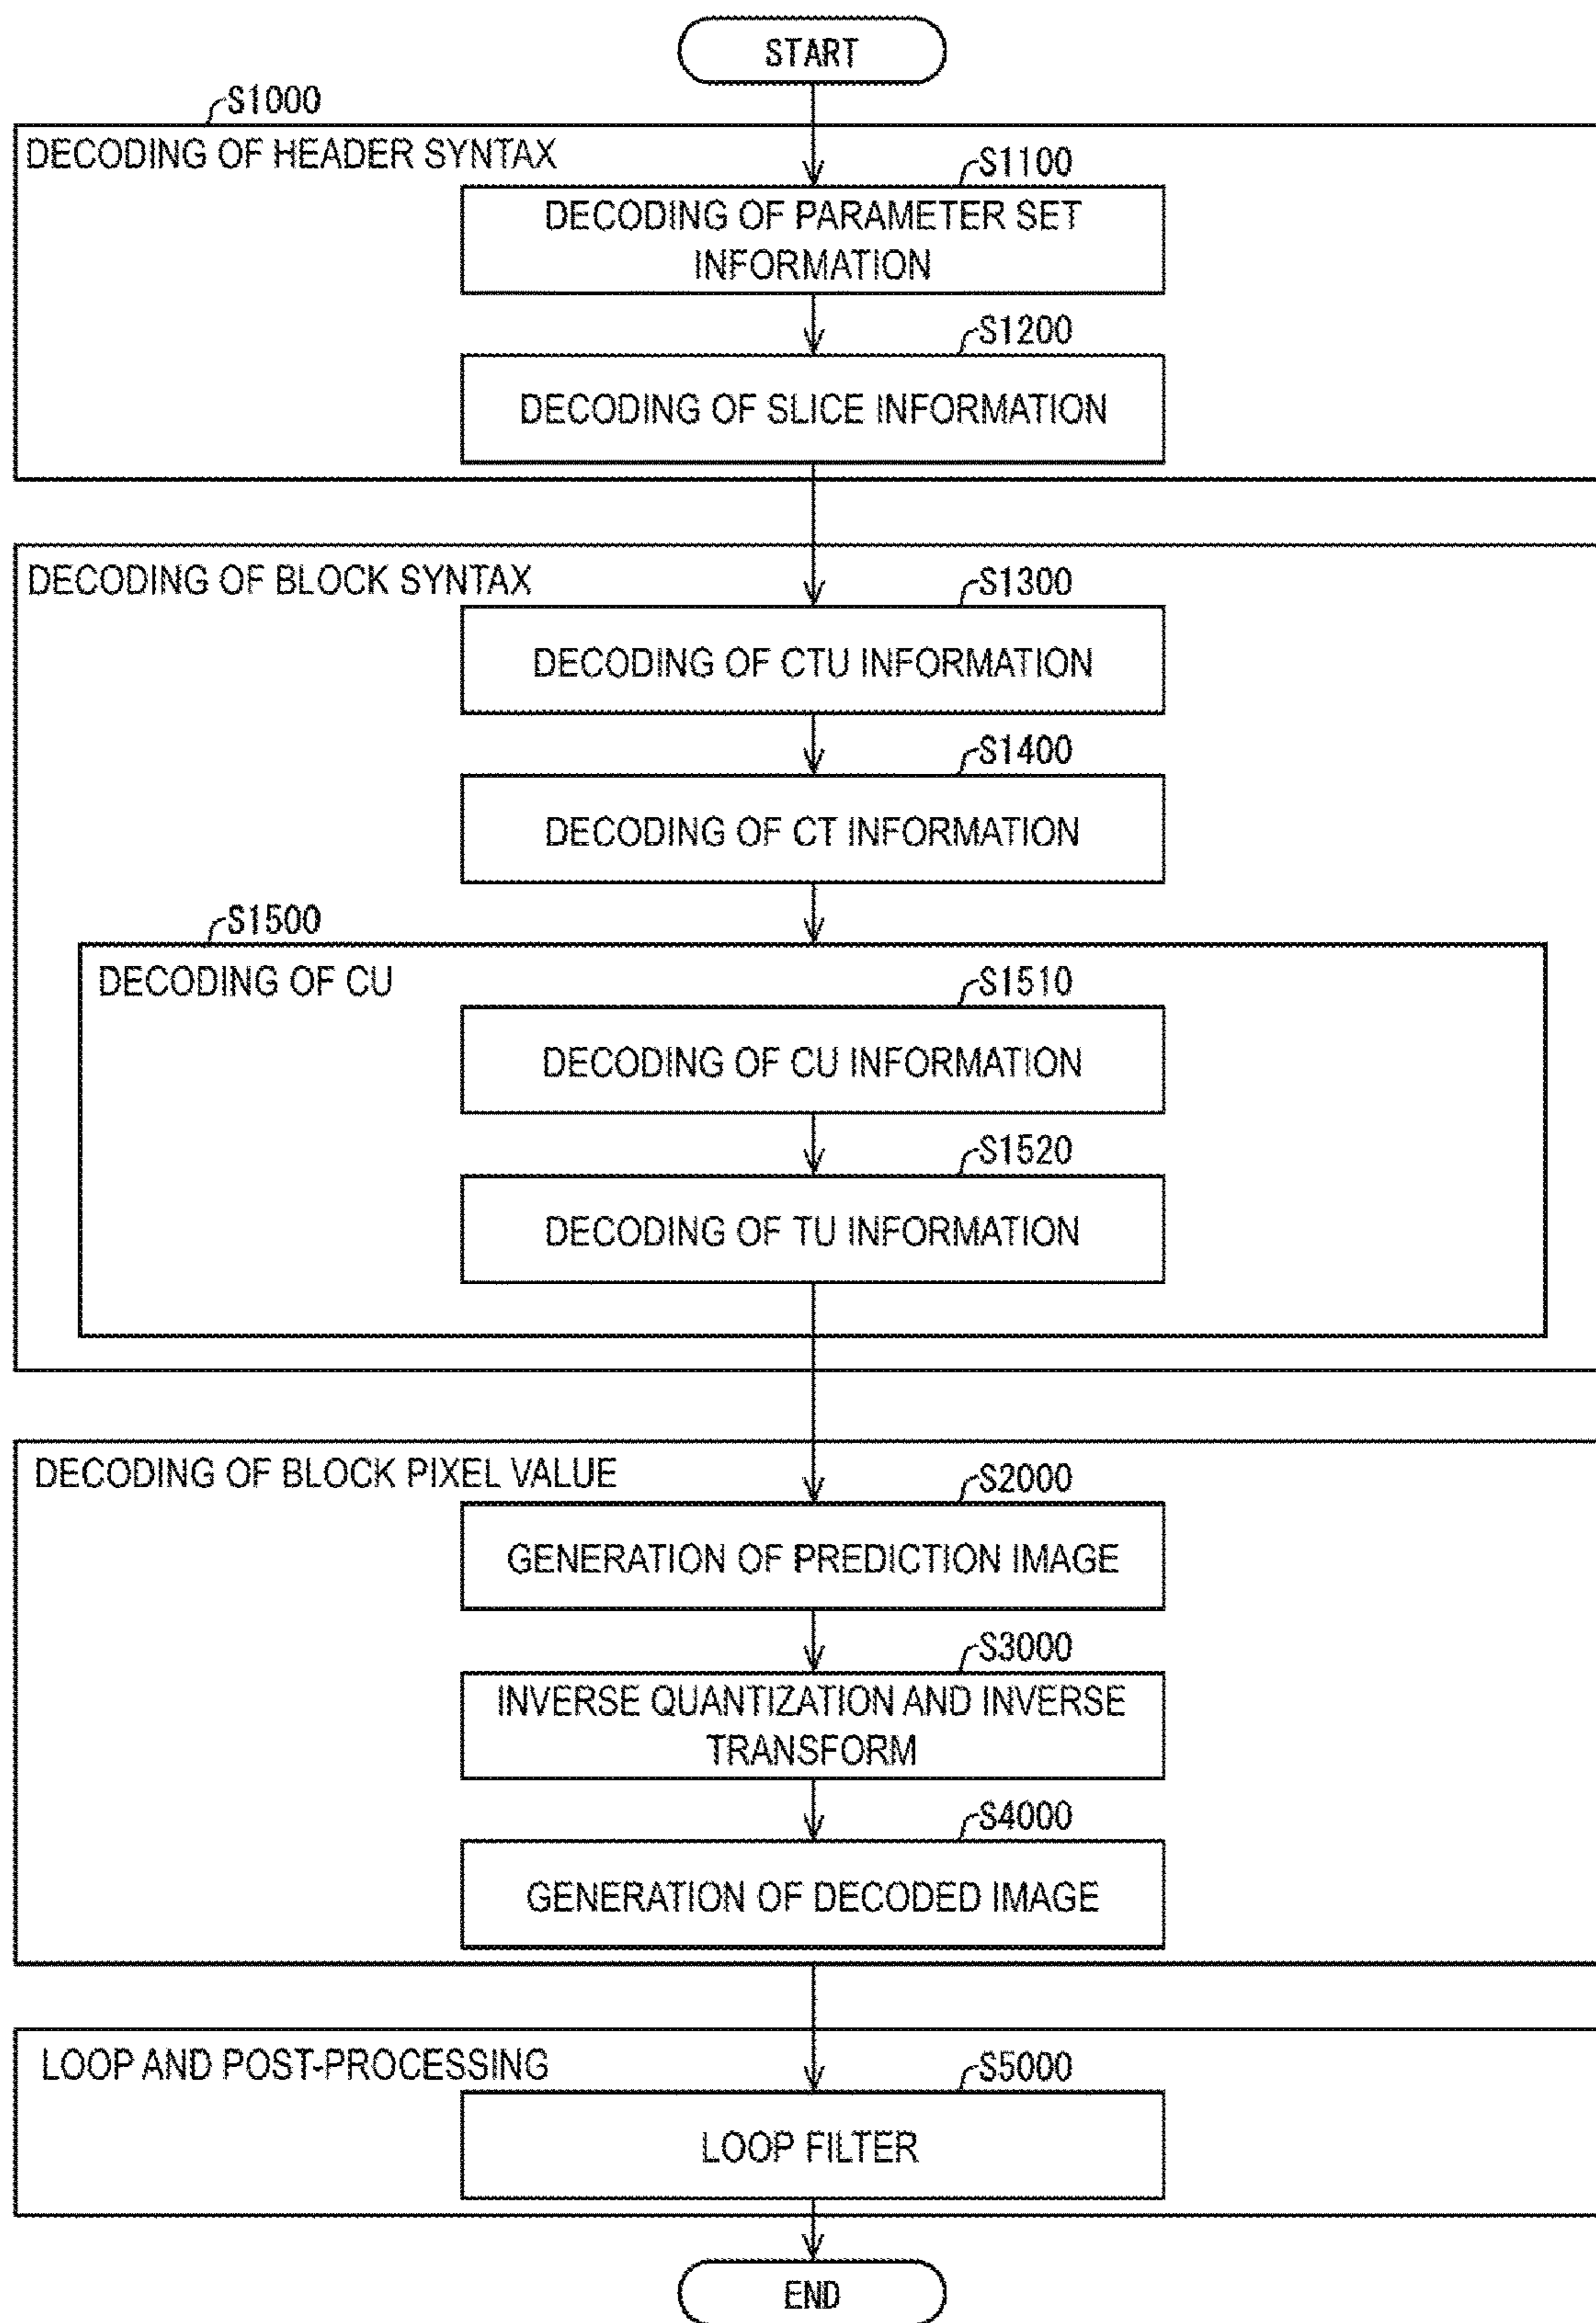 START
S1000
DECODING OF HEADER SYNTAX
S1100
DECODING OF PARAMETER SET
INFORMATION
S1200
DECODING OF SLICE INFORMATION
DECODING OF BLOCK SYNTAX
S1300
DECODING OF CTU INFORMATION
S1400
DECODING OF CT INFORMATION
S1500
DECODING OF CU
S1510
DECODING OF CU INFORMATION
S1520
DECODING OF TU INFORMATION
DECODING OF BLOCK PIXEL VALUE
S2000
GENERATION OF PREDICTION IMAGE
S3000
INVERSE QUANTIZATION AND INVERSE
TRANSFORM
S4000
GENERATION OF DECODED IMAGE
LOOP AND POST-PROCESSING
S5000
LOOP FILTER
END